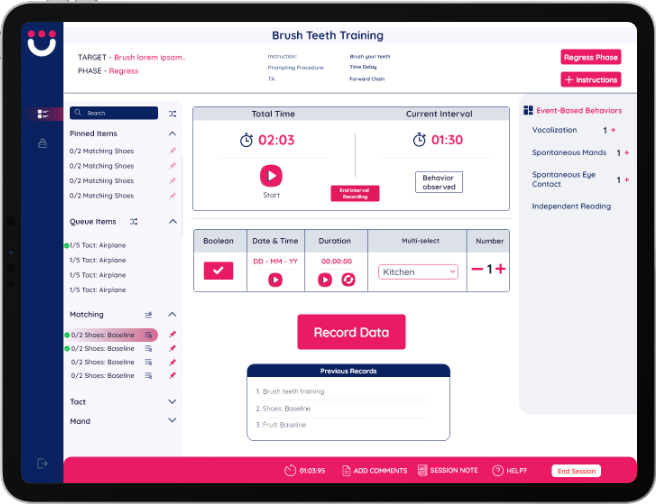 Brush Teeth Training
TARGET - Brush lorem ipsom..
PHASE - Regress
Instruction: Brush your teeth
Prompting Procedure: Time Delay
TA: Forward Chain
Regress Phase
+ Instructions
Search
Pinned Items
0/2 Matching Shoes
0/2 Matching Shoes
0/2 Matching Shoes
0/2 Matching Shoes
Queue Items
1/5 Tact: Airplane
1/5 Tact: Airplane
1/5 Tact: Airplane
1/5 Tact: Airplane
Matching
0/2 Shoes: Baseline
0/2 Shoes: Baseline
0/2 Shoes: Baseline
0/2 Shoes: Baseline
Tact
Mand
Total Time
Current Interval
02:03
01:30
Start
End Interval
Recording
Behavior
observed
Boolean Date & Time Duration Multi-select Number
DD - MM - YY 00:00:00
Kitchen
1
Record Data
Previous Records
1. Brush teeth training
2. Shoes: Baseline
3. Fruit: Baseline
Event-Based Behaviors
Vocalization 1 +
Spontaneous Mands 1 +
Spontaneous Eye
Contact 1 +
Independent Reading
01:03:95 ADD COMMENTS SESSION NOTE HELP? End Session